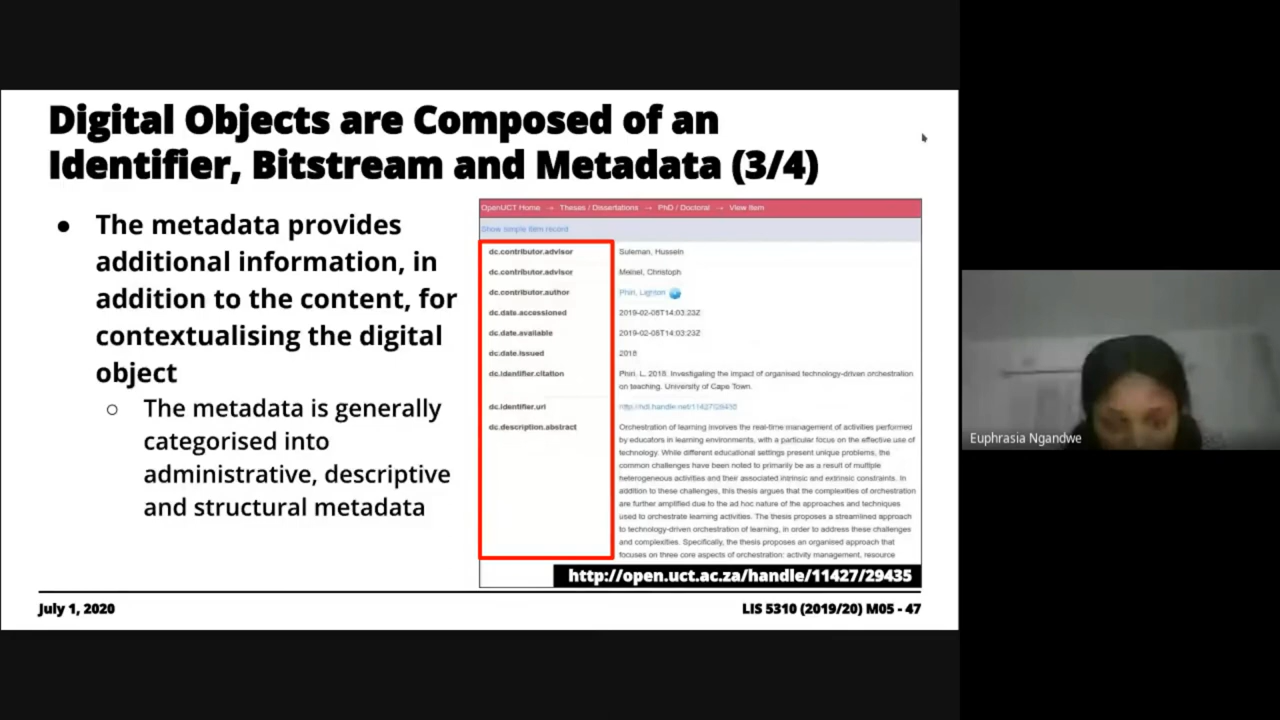 Digital Objects are Composed of an
Identifier, Bitstream and Metadata (3/4)
● The metadata provides
additional information, in
addition to the content, for
contextualising the digital
object
○ The metadata is generally
categorised into
administrative, descriptive
and structural metadata
OpenUCT Home → Theses / Dissertations → PhD / Doctoral → View Item
Show simple item record
dc.contributor.advisor Suleman, Hussein
dc.contributor.advisor Meinel, Christoph
dc.contributor.author Phiri, Lighton
dc.date.accessioned 2019-02-08T14:03:23Z
dc.date.available 2019-02-08T14:03:23Z
dc.date.issued 2018
dc.identifier.citation Phiri, L. 2018. Investigating the impact of organised technology-driven orchestration
on teaching. University of Cape Town.
dc.identifier.uri http://hdl.handle.net/11427/29435
dc.description.abstract Orchestration of learning involves the real-time management of activities performed
by educators in learning environments, with a particular focus on the effective use of
technology. While different educational settings present unique problems, the
common challenges have been noted to primarily be as a result of multiple
heterogeneous activities and their associated intrinsic and extrinsic constraints. In
addition to these challenges, this thesis argues that the complexities of orchestration
are further amplified due to the ad hoc nature of the approaches and techniques
used to orchestrate learning activities. The thesis proposes a streamlined approach
to technology-driven orchestration of learning, in order to address these challenges
and complexities. Specifically, the thesis proposes an organised approach that
focuses on three core aspects of orchestration: activity management, resource
http://open.uct.ac.za/handle/11427/29435
July 1, 2020
LIS 5310 (2019/20) M05 - 47
Euphrasia Ngandwe